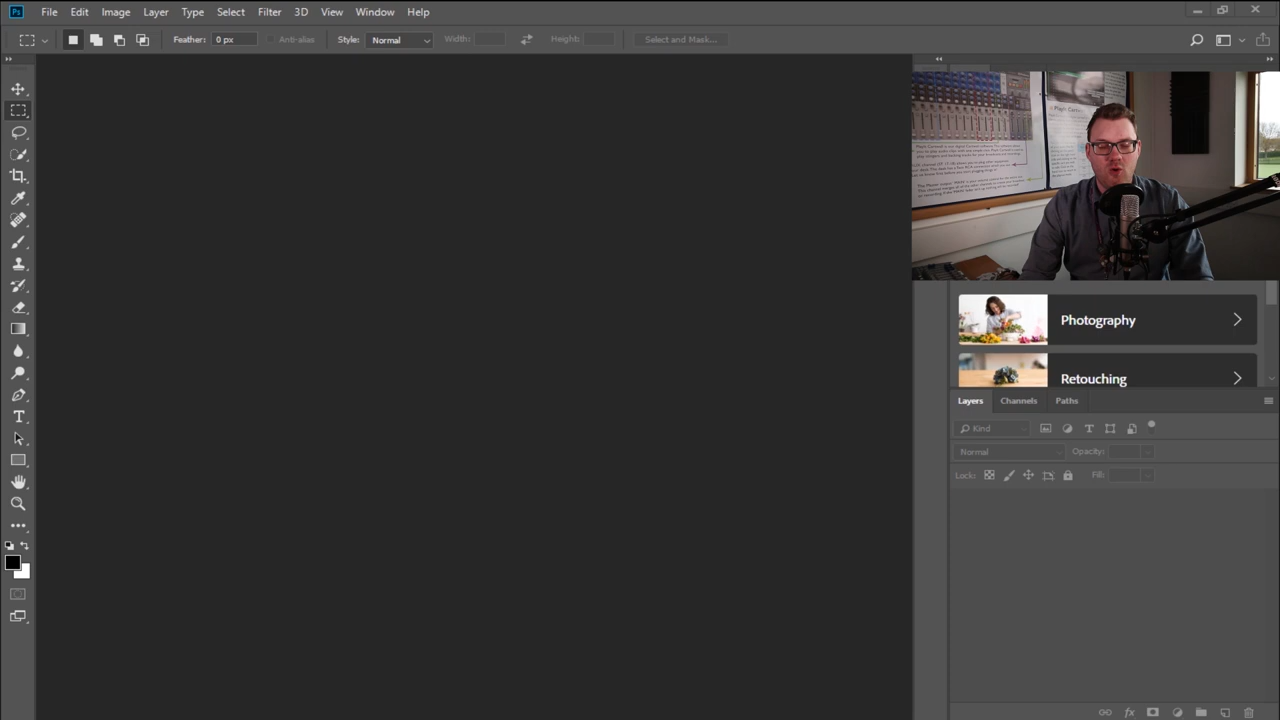 Ps File Edit Image Layer Type Select Filter 3D View Window Help
Feather: 0 px Anti-alias Style: Normal Width: Height: Select and Mask...
Photography
Retouching
Layers Channels Paths
Kind
Normal Opacity:
Lock: Fill:
T